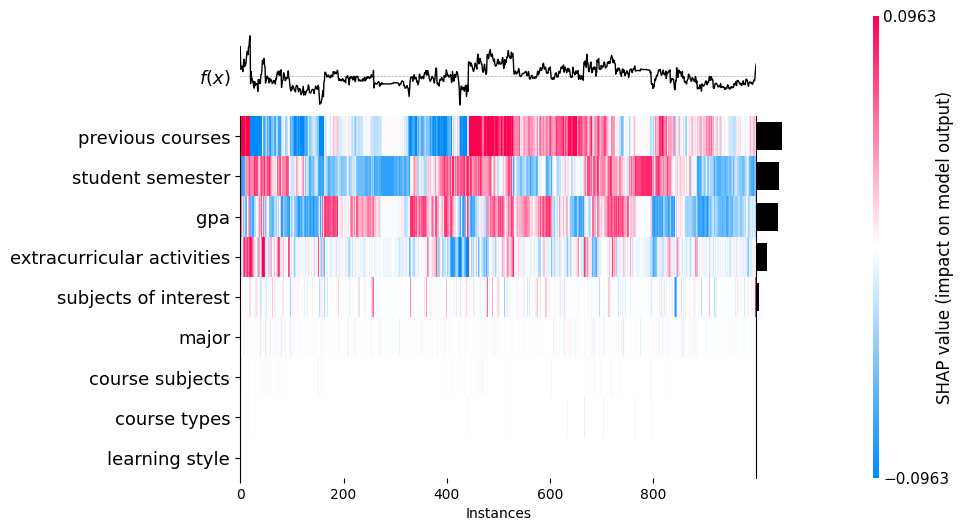 0.0963
f(x)
previous courses
student semester
gpa
extracurricular activities
subjects of interest
major
course subjects
course types
learning style
0 200 400 600 800
Instances
SHAP value (impact on model output)
−0.0963